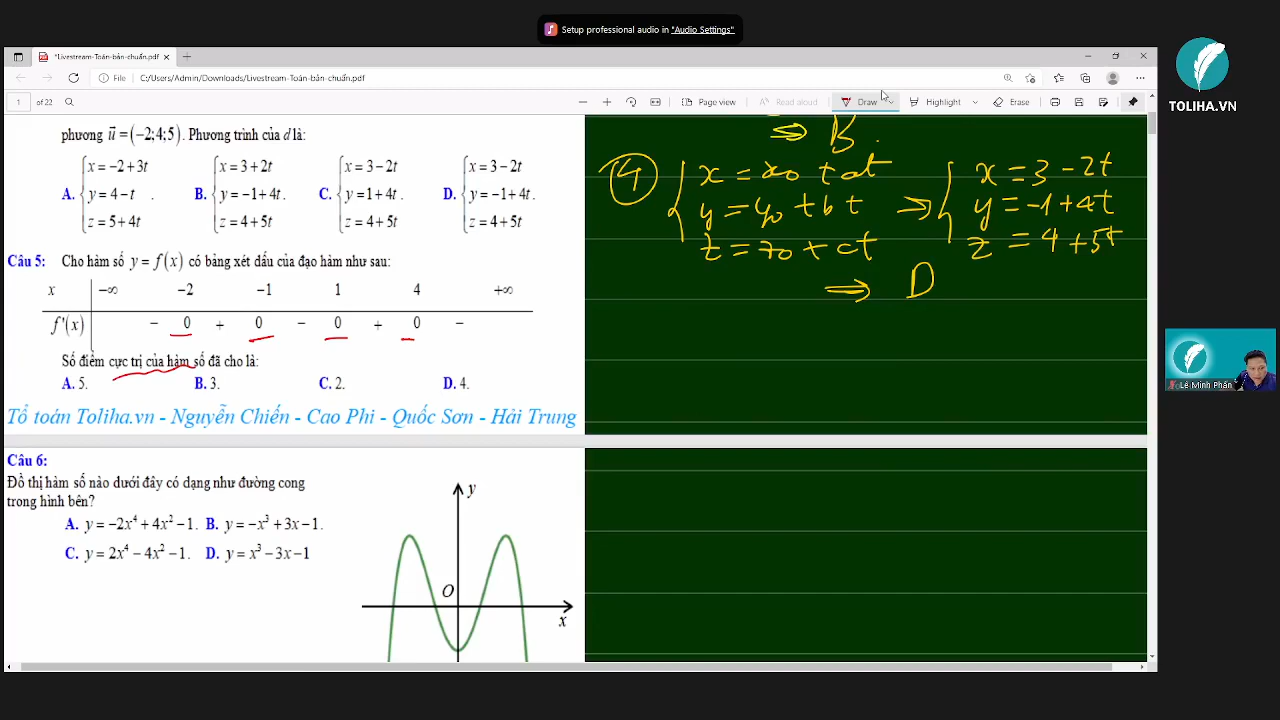 Setup professional audio in "Audio Settings"
*Livestream-Toán-bản-chuẩn.pdf
File C:/Users/Admin/Downloads/Livestream-Toán-bản-chuẩn.pdf
1 of 22 Page view Read aloud Draw Highlight Erase
TOLIHA.VN
phương u⃗ = (−2;4;5). Phương trình của d là:
x = −2 + 3t x = 3 + 2t x = 3 − 2t x = 3 − 2t
A. y = 4 − t . B. y = −1 + 4t . C. y = 1 + 4t . D. y = −1 + 4t .
z = 5 + 4t z = 4 + 5t z = 4 + 5t z = 4 + 5t
Câu 5: Cho hàm số y = f(x) có bảng xét dấu của đạo hàm như sau:
x −∞ −2 −1 1 4 +∞
f'(x) − 0 + 0 − 0 + 0 −
Số điểm cực trị của hàm số đã cho là:
A. 5. B. 3. C. 2. D. 4.
Tổ toán Toliha.vn - Nguyễn Chiến - Cao Phi - Quốc Sơn - Hải Trung
Câu 6:
Đồ thị hàm số nào dưới đây có dạng như đường cong
trong hình bên?
A. y = −2x⁴ + 4x² − 1. B. y = −x³ + 3x − 1.
C. y = 2x⁴ − 4x² − 1. D. y = x³ − 3x − 1
y
O
x
⇒ B.
④ x = x₀ + at x = 3 − 2t
y = y₀ + bt ⇒ y = −1 + 4t
z = z₀ + ct z = 4 + 5t
⇒ D
Lê Minh Phấn